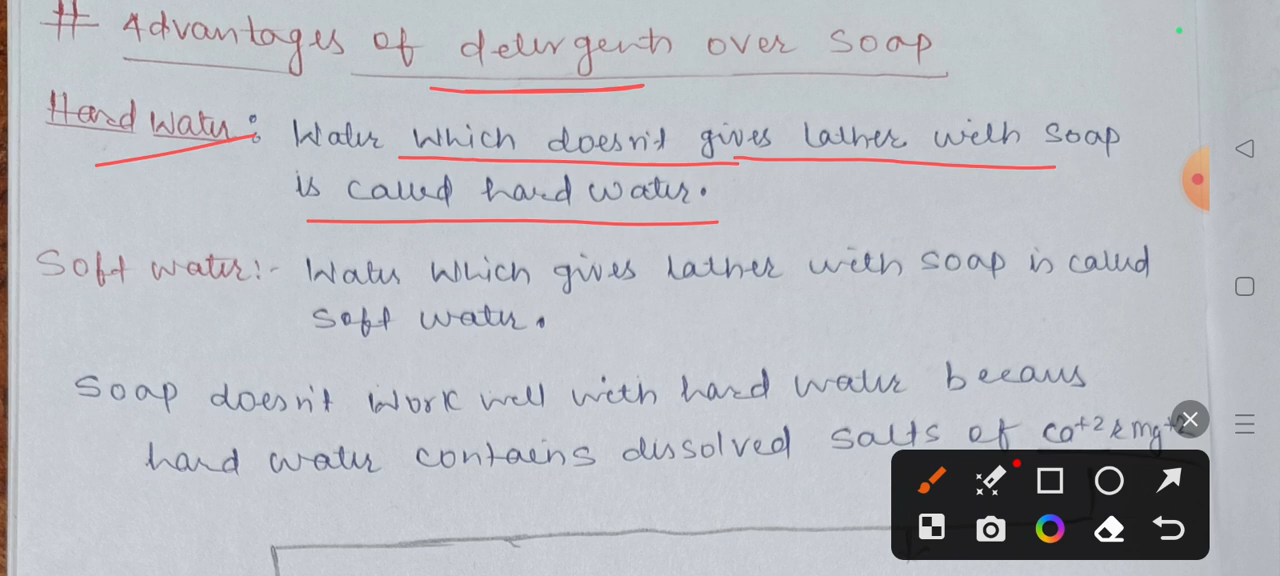 # Advantages of detergent over soap
Hard water: Water which doesn't gives lather with soap
is called hard water.
Soft water:- Water which gives lather with soap is called
soft water.
Soap doesn't work well with hard water becaus
hard water contains dissolved salts of Ca+2 & mg+2